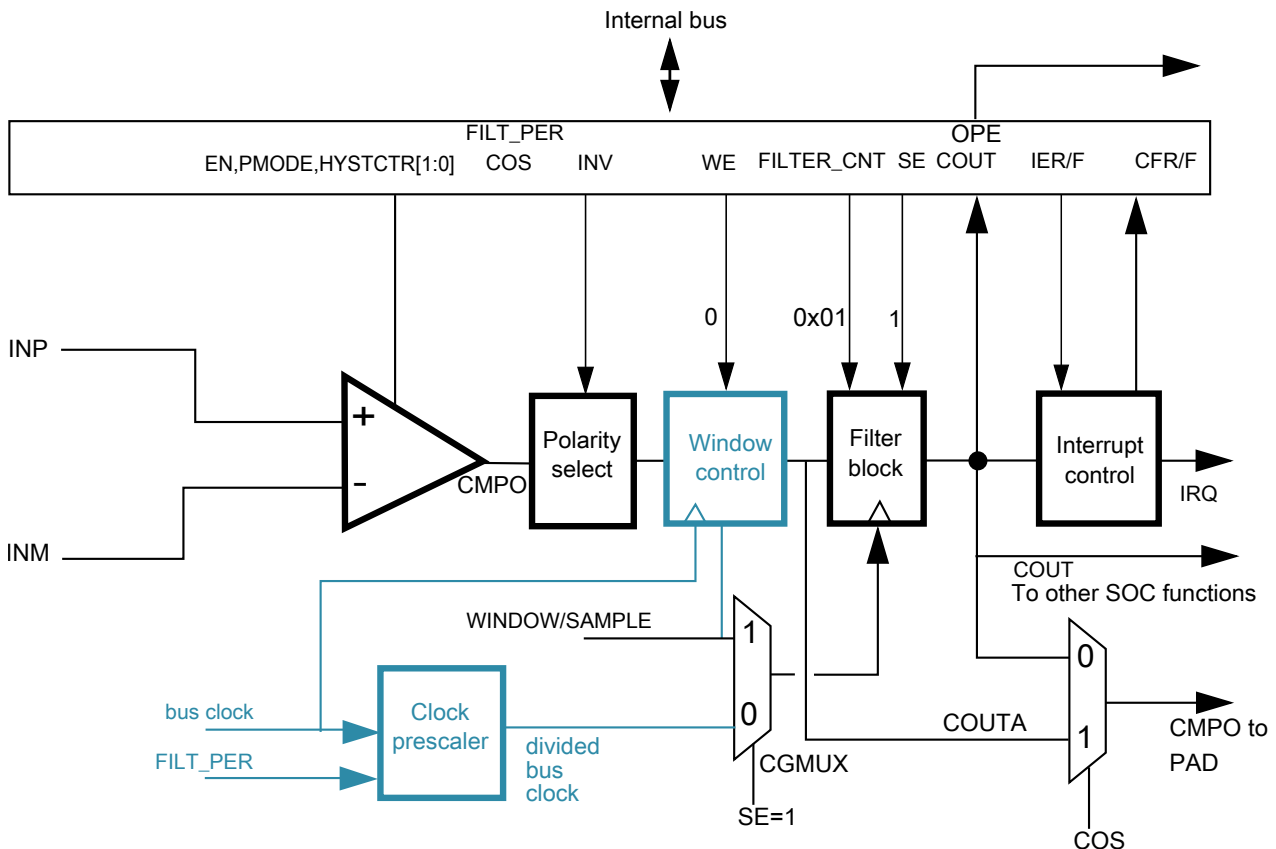 Internal bus
FILT_PER
OPE
EN,PMODE,HYSTCTR[1:0]
COS
INV
WE
FILTER_CNT
SE
COUT
IER/F
CFR/F
0
0x01
1
INP
INM
+
-
CMPO
Polarity
select
Window
control
Filter
block
Interrupt
control
IRQ
COUT
To other SOC functions
WINDOW/SAMPLE
1
0
CGMUX
SE=1
bus clock
FILT_PER
Clock
prescaler
divided
bus
clock
COUTA
0
1
CMPO to
PAD
COS